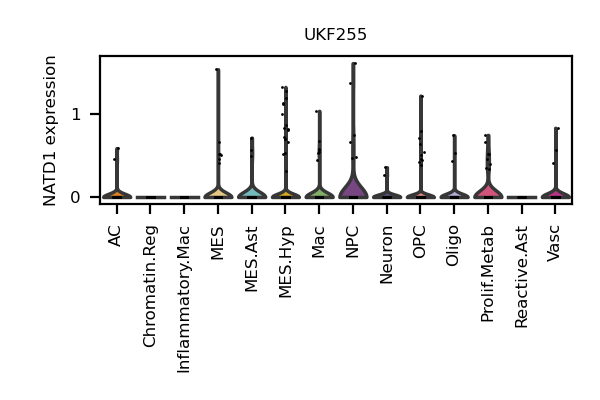 UKF255
NATD1 expression
1
0
AC
Chromatin.Reg
Inflammatory.Mac
MES
MES.Ast
MES.Hyp
Mac
NPC
Neuron
OPC
Oligo
Prolif.Metab
Reactive.Ast
Vasc